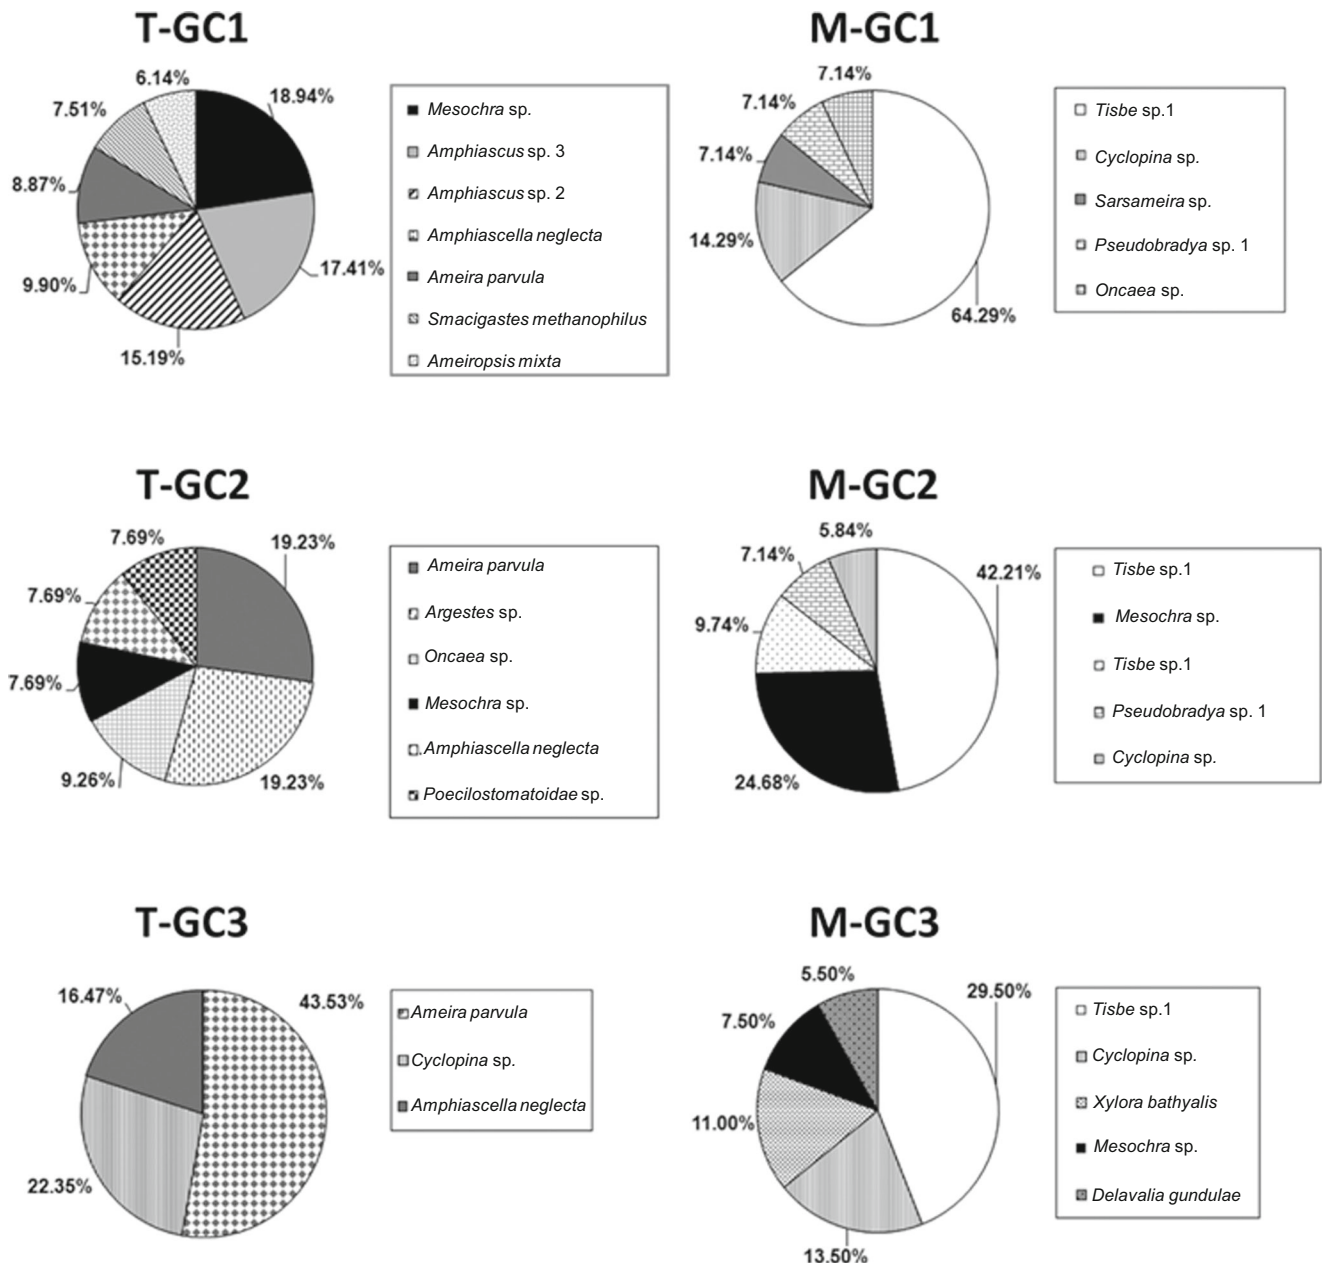 T-GC1
6.14%
7.51%
18.94%
8.87%
9.90%
17.41%
15.19%
Mesochra sp.
Amphiascus sp. 3
Amphiascus sp. 2
Amphiascella neglecta
Ameira parvula
Smacigastes methanophilus
Ameiropsis mixta
M-GC1
7.14%
7.14%
7.14%
14.29%
64.29%
Tisbe sp.1
Cyclopina sp.
Sarsameira sp.
Pseudobradya sp. 1
Oncaea sp.
T-GC2
7.69%
19.23%
7.69%
7.69%
9.26%
19.23%
Ameira parvula
Argestes sp.
Oncaea sp.
Mesochra sp.
Amphiascella neglecta
Poecilostomatoidae sp.
M-GC2
5.84%
7.14%
42.21%
9.74%
24.68%
Tisbe sp.1
Mesochra sp.
Tisbe sp.1
Pseudobradya sp. 1
Cyclopina sp.
T-GC3
16.47%
43.53%
22.35%
Ameira parvula
Cyclopina sp.
Amphiascella neglecta
M-GC3
5.50%
29.50%
7.50%
11.00%
13.50%
Tisbe sp.1
Cyclopina sp.
Xylora bathyalis
Mesochra sp.
Delavalia gundulae